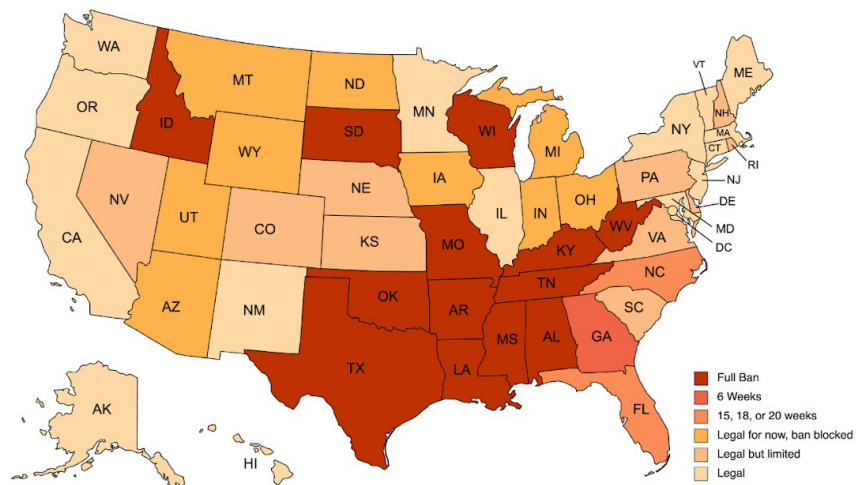 WA
MT
ND
MN
VT
ME
OR
ID
SD
WI
NY
NH
MA
CT
RI
WY
MI
NV
NE
IA
PA
NJ
UT
CO
IL
IN
OH
DE
CA
KS
MO
WV
VA
MD
DC
KY
AZ
NM
OK
AR
TN
NC
SC
MS
AL
GA
TX
LA
FL
AK
HI
Full Ban
6 Weeks
15, 18, or 20 weeks
Legal for now, ban blocked
Legal but limited
Legal